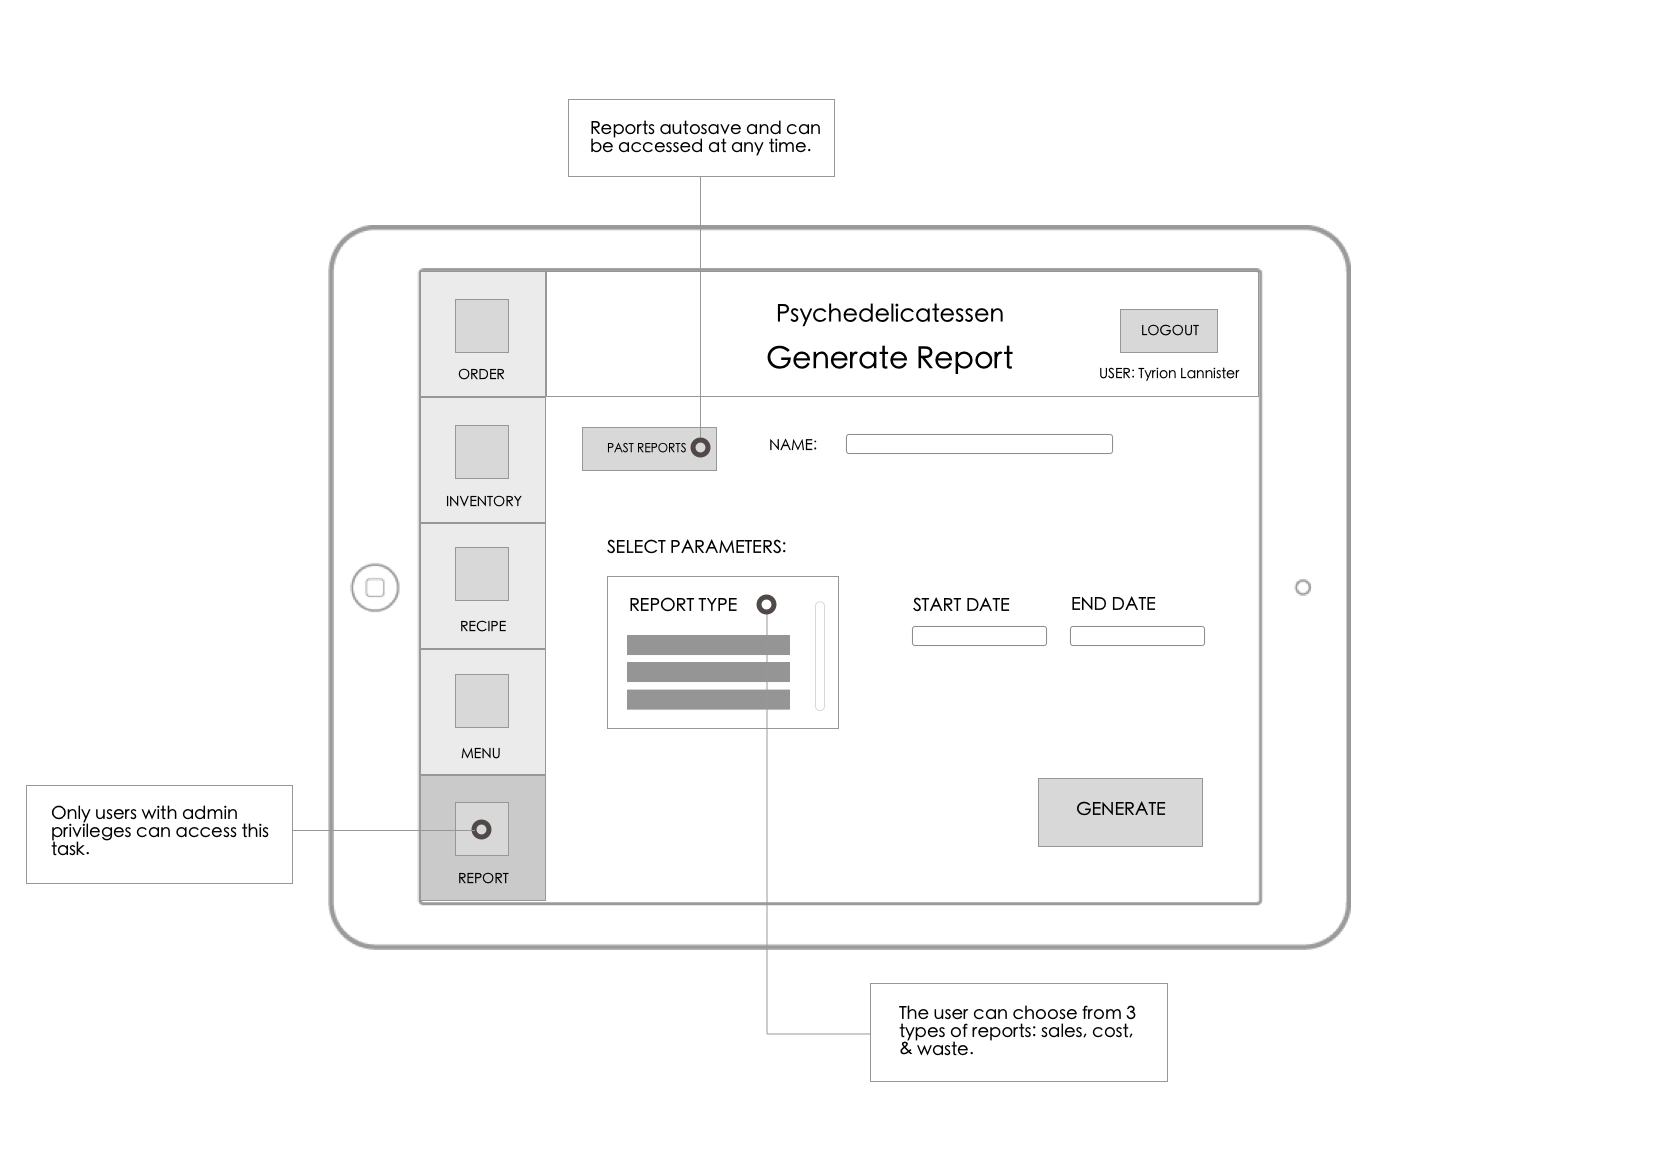 Reports autosave and can
be accessed at any time.
Psychedelicatessen
Generate Report
LOGOUT
USER: Tyrion Lannister
ORDER
INVENTORY
RECIPE
MENU
REPORT
PAST REPORTS
NAME:
SELECT PARAMETERS:
REPORT TYPE
START DATE
END DATE
GENERATE
Only users with admin
privileges can access this
task.
The user can choose from 3
types of reports: sales, cost,
& waste.